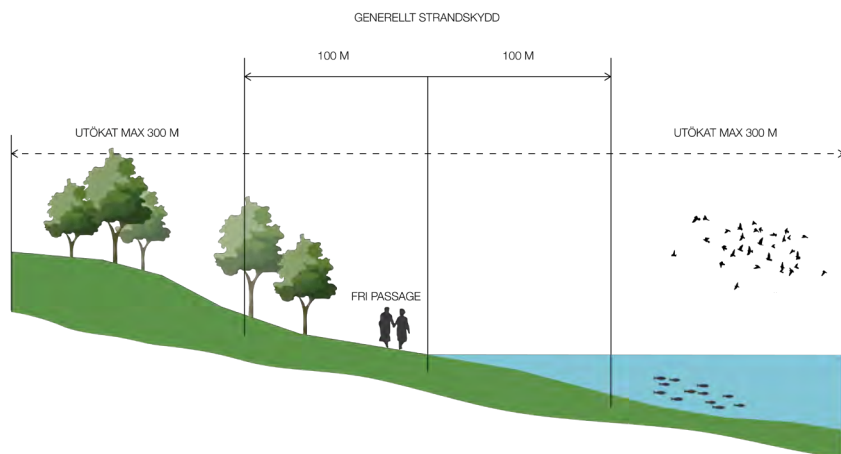 GENERELLT STRANDSKYDD
100 M
100 M
UTÖKAT MAX 300 M
UTÖKAT MAX 300 M
FRI PASSAGE